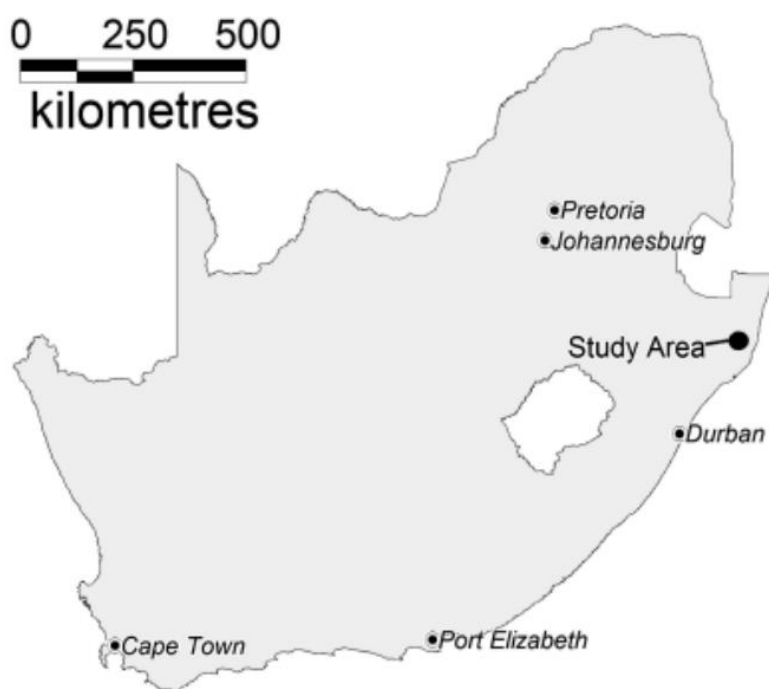 0 250 500
kilometres
Pretoria
Johannesburg
Study Area
Durban
Cape Town
Port Elizabeth